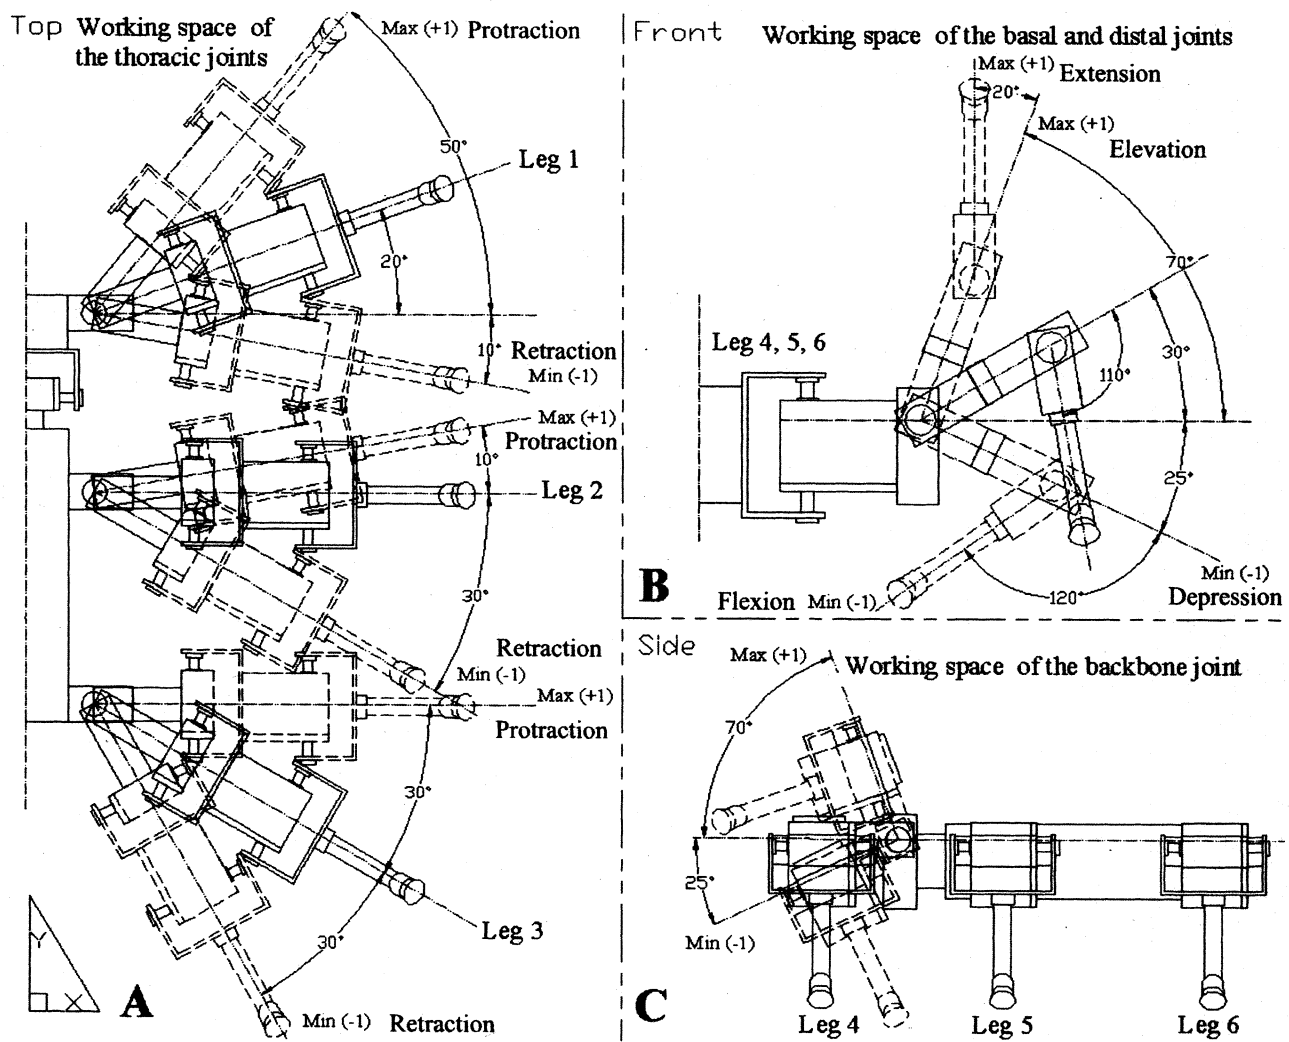 Top Working space of
the thoracic joints
Max (+1) Protraction
50°
Leg 1
20°
10°
Retraction
Min (-1)
Max (+1)
Protraction
10°
Leg 2
30°
Retraction
Min (-1)
Max (+1)
Protraction
30°
Leg 3
30°
Min (-1) Retraction
Y
X
A
Front Working space of the basal and distal joints
Max (+1) Extension
20°
Max (+1)
Elevation
70°
Leg 4, 5, 6
30°
110°
25°
Min (-1)
Depression
B
Flexion Min (-1)
120°
Side
Max (+1)
Working space of the backbone joint
70°
25°
Min (-1)
C
Leg 4 Leg 5 Leg 6